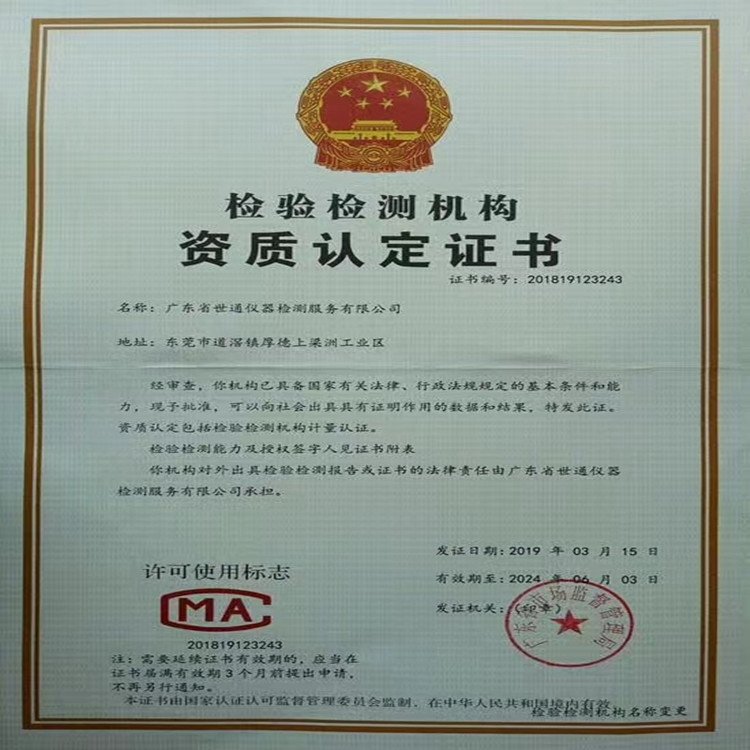 检验检测机构
资质认定证书
证书编号：201819123243
名称：广东省世通仪器检测服务有限公司
地址：东莞市道滘镇厚德上梁洲工业区
经审查，你机构已具备国家有关法律、行政法规规定的基本条件和能
力，现予批准，可以向社会出具具有证明作用的数据和结果，特发此证。
资质认定包括检验检测机构计量认证。
检验检测能力及授权签字人见证书附表
你机构对外出具检验检测报告或证书的法律责任由广东省世通仪器
检测服务有限公司承担。
发证日期：2019 年 03 月 15 日
有效期至：2024 年 06 月 03 日
发证机关：（印章）
广东省市场监督管理局
许可使用标志
MA
201819123243
注：需要延续证书有效期的，应当在
证书届满有效期 3 个月前提出申请，
不再另行通知。
本证书由国家认证认可监督管理委员会监制，在中华人民共和国境内有效。
检验检测机构名称变更